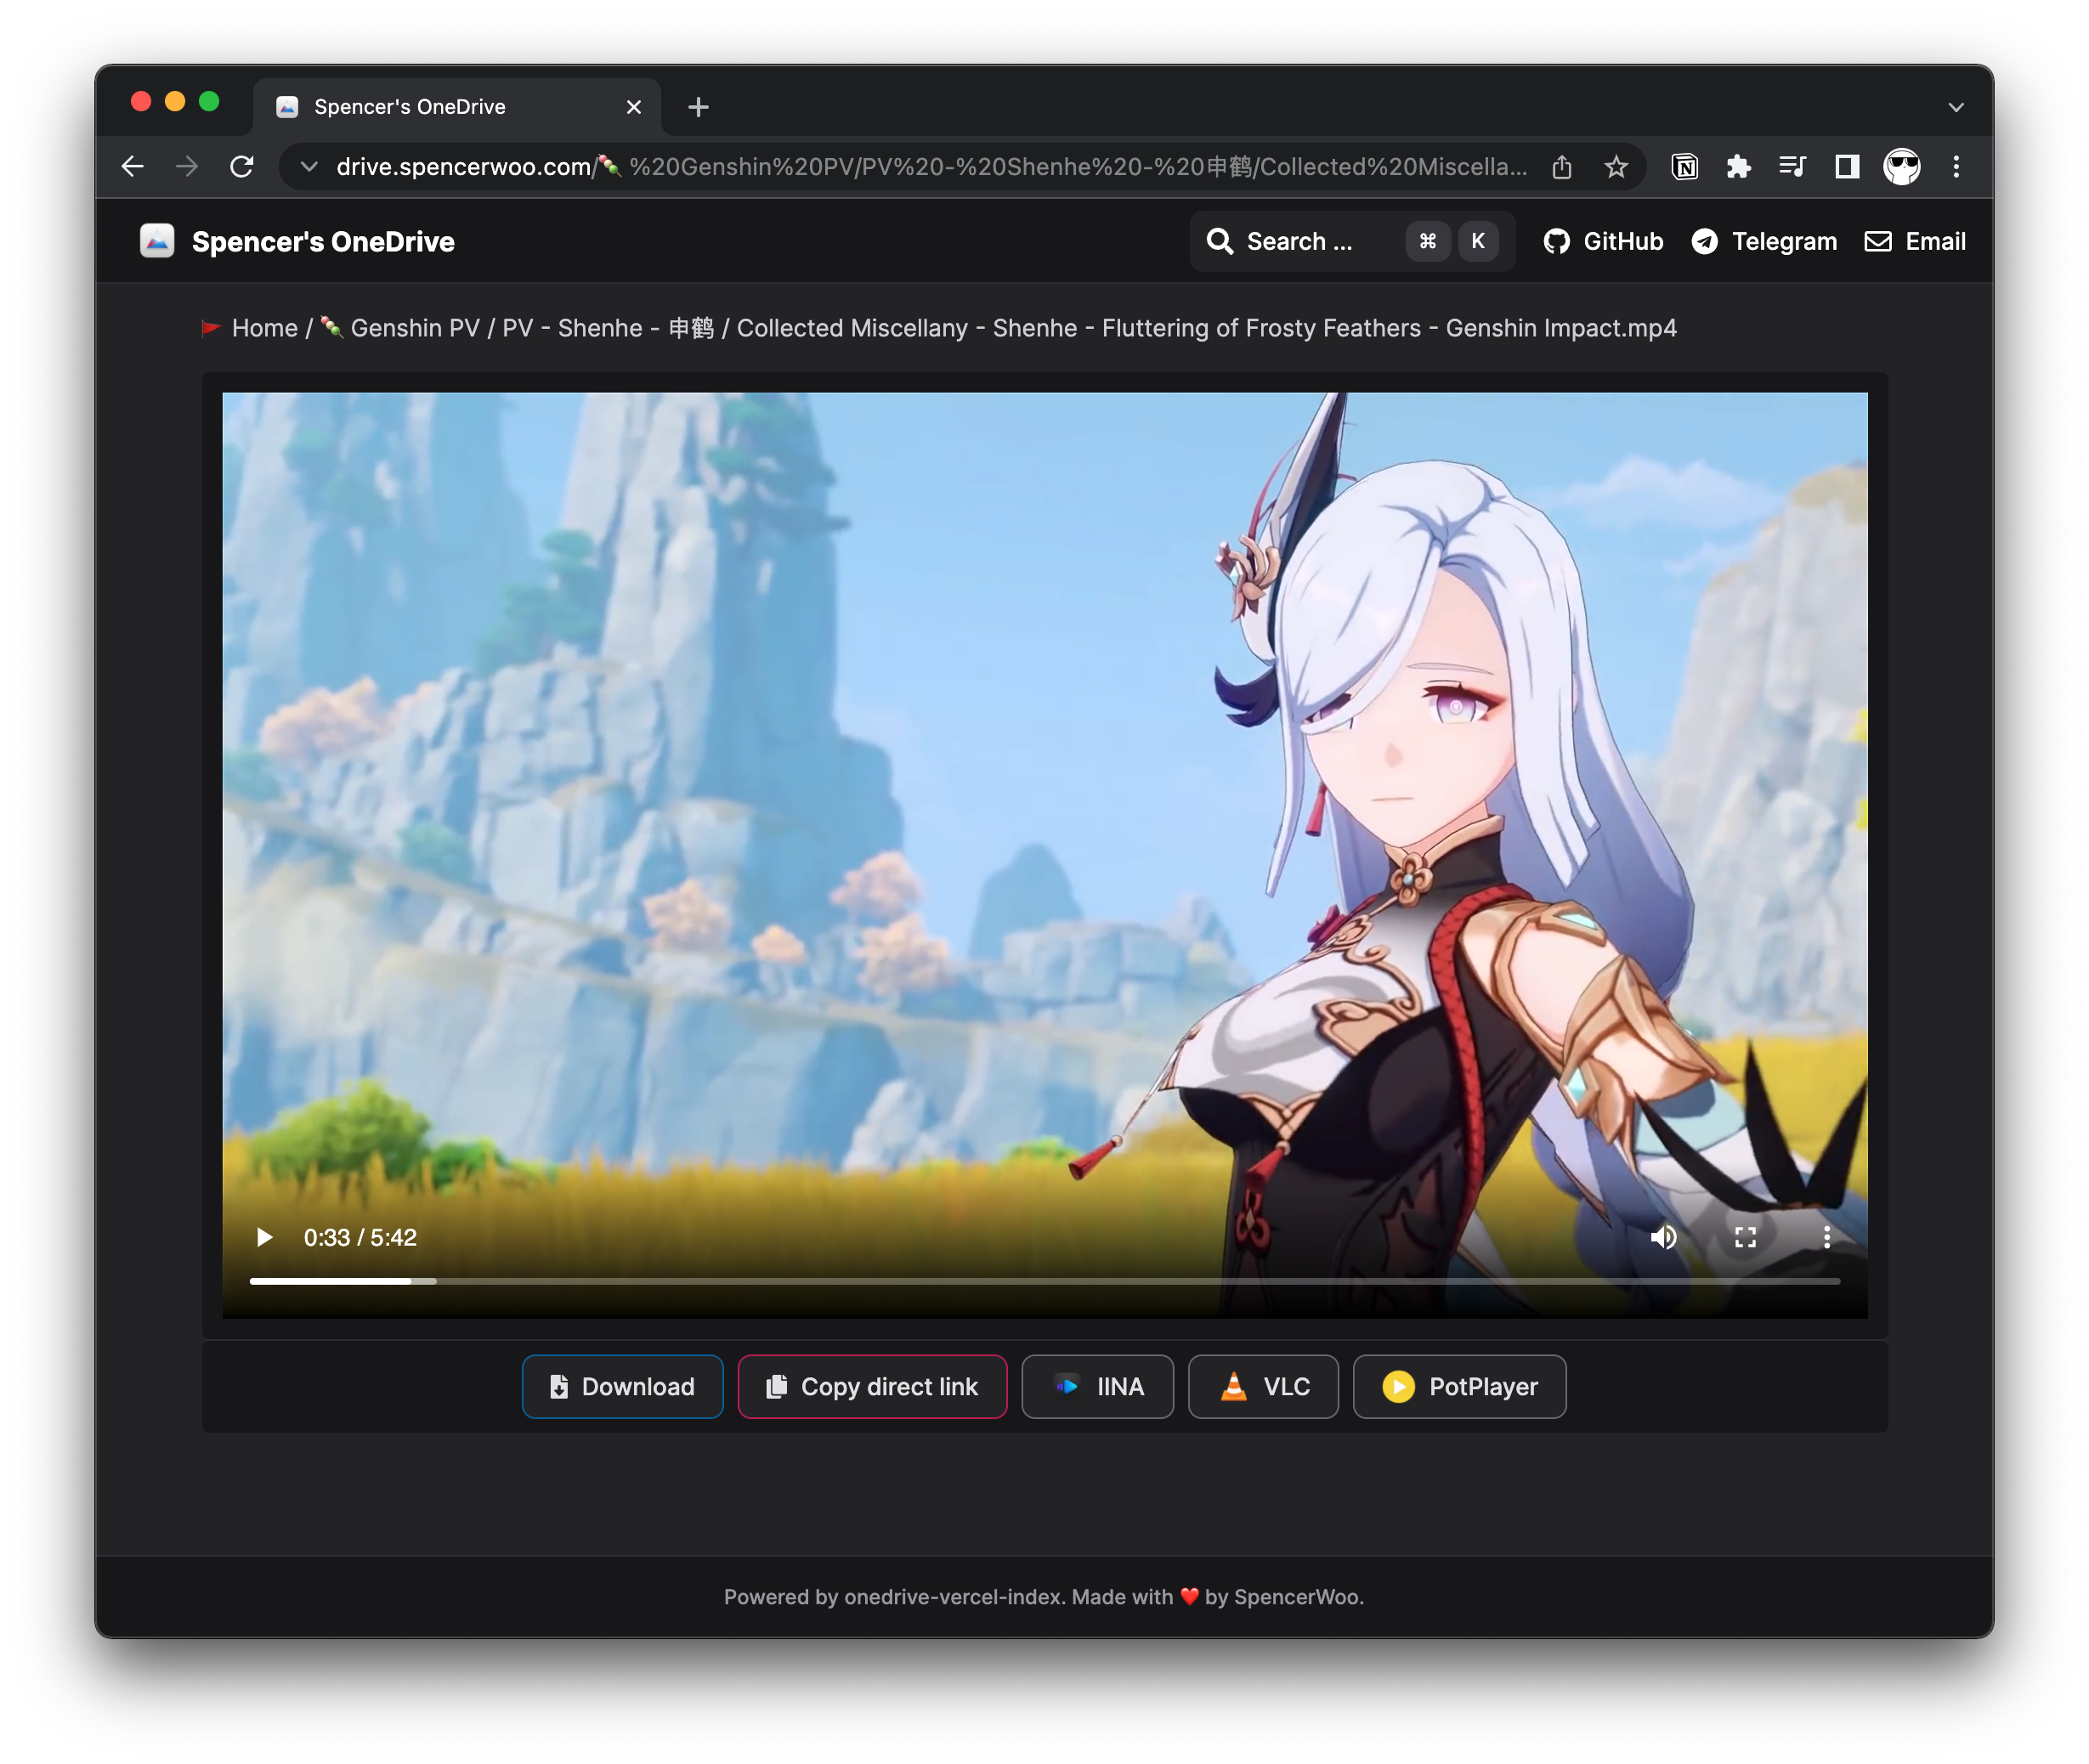 Spencer's OneDrive
drive.spencerwoo.com/🍡 %20Genshin%20PV/PV%20-%20Shenhe%20-%20申鹤/Collected%20Miscella...
Spencer's OneDrive
Search ... ⌘ K GitHub Telegram Email
🚩 Home / 🍡 Genshin PV / PV - Shenhe - 申鹤 / Collected Miscellany - Shenhe - Fluttering of Frosty Feathers - Genshin Impact.mp4
0:33 / 5:42
Download Copy direct link IINA VLC PotPlayer
Powered by onedrive-vercel-index. Made with ❤️ by SpencerWoo.